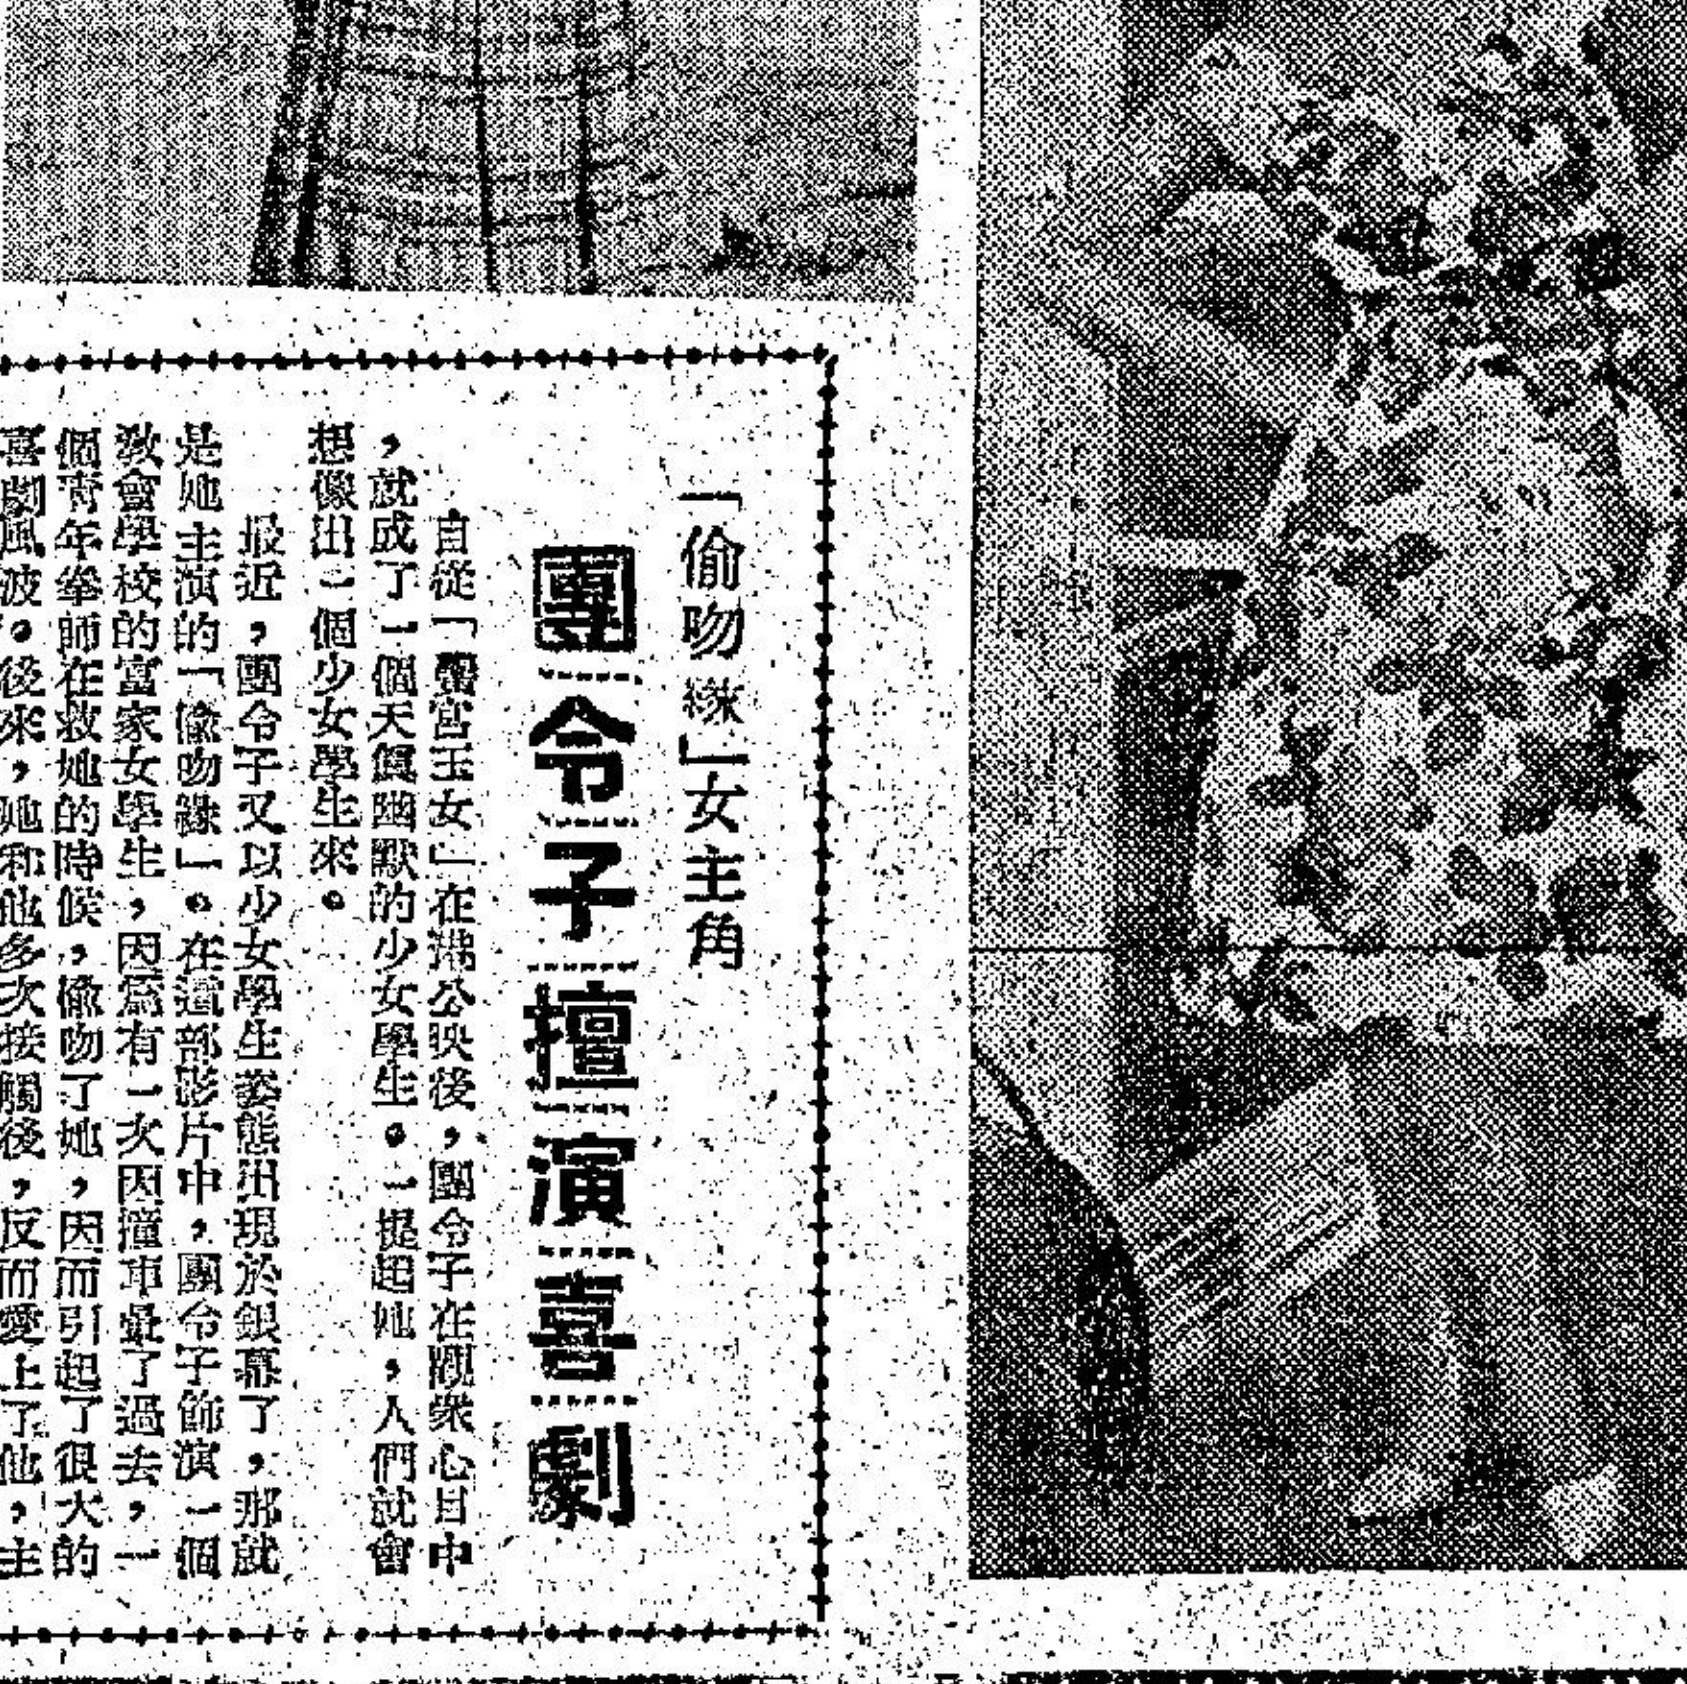 「偷吻緣」女主角
團令子擅演喜劇
自從「蟾宮玉女」在港公映後，團令子在觀衆心目中
，就成了一個天眞幽默的少女學生。一提起她，人們就會
想像出一個少女學生來。
最近，團令子又以少女學生姿態出現於銀幕了，那就
是她主演的「偷吻緣」。在這部影片中，團令子飾演一個
敎會學校的富家女學生，因爲有一次因撞車暈了過去，一
個靑年拳師在救她的時候，偷吻了她，因而引起了很大的
喜劇風波。後來，她和他多次接觸後，反而愛上了他，主